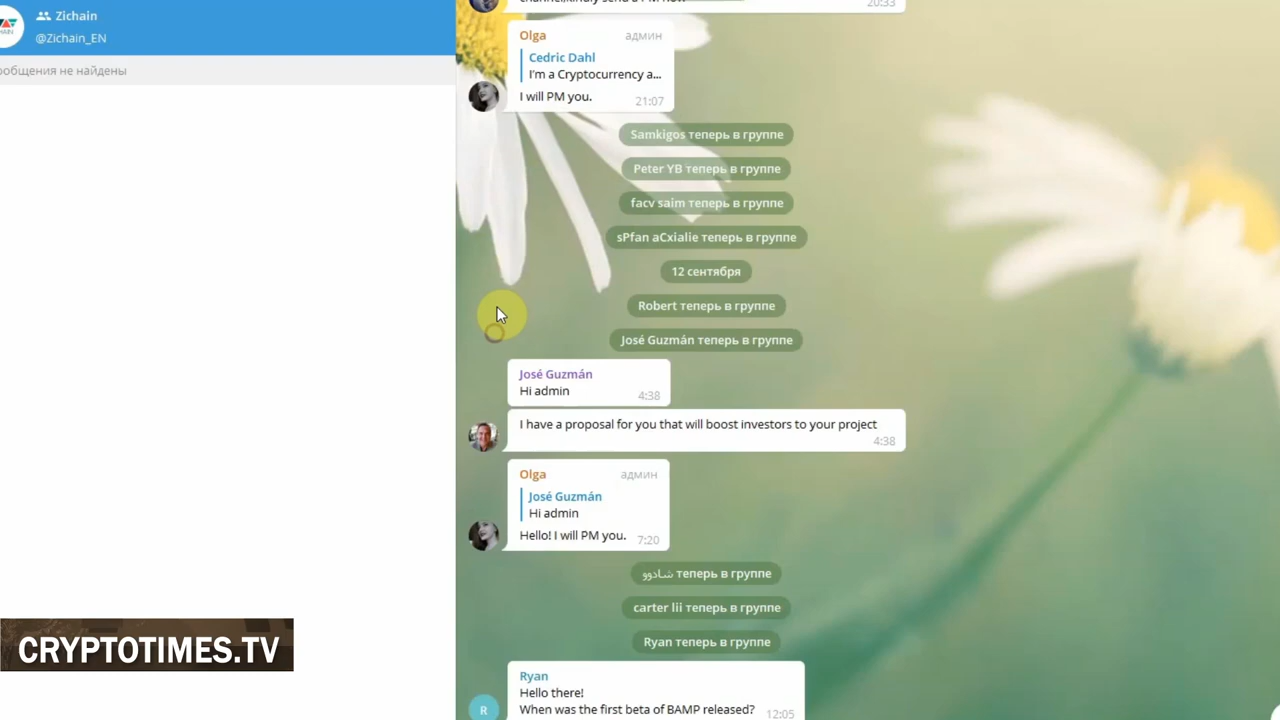 Zichain
@Zichain_EN
ообщения не найдены
20:33
Olga админ
Cedric Dahl
I'm a Cryptocurrency a...
I will PM you. 21:07
Samkigos теперь в группе
Peter YB теперь в группе
facv saim теперь в группе
sPfan aCxialie теперь в группе
12 сентября
Robert теперь в группе
José Guzmán теперь в группе
José Guzmán
Hi admin 4:38
I have a proposal for you that will boost investors to your project
4:38
Olga админ
José Guzmán
Hi admin
Hello! I will PM you. 7:20
شادوو теперь в группе
carter lii теперь в группе
Ryan теперь в группе
Ryan
Hello there!
R When was the first beta of BAMP released? 12:05
CRYPTOTIMES.TV